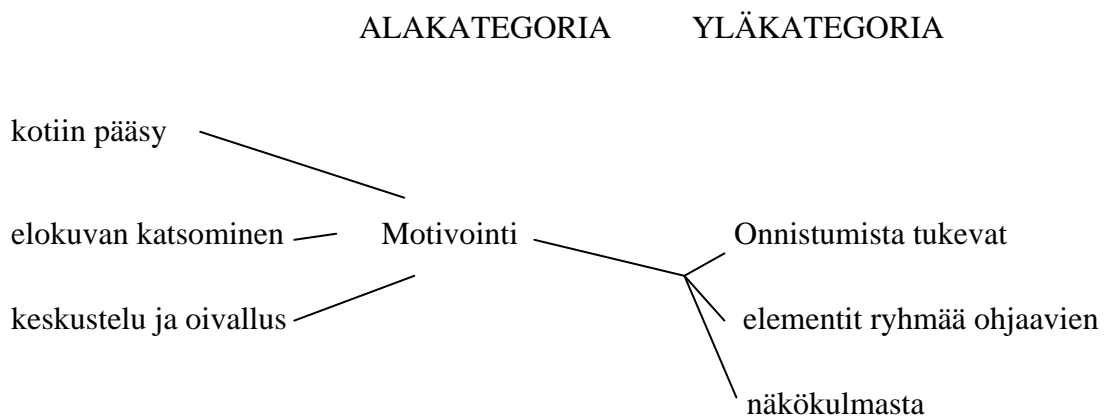 ALAKATEGORIA YLÄKATEGORIA
kotiin pääsy
elokuvan katsominen Motivointi Onnistumista tukevat
keskustelu ja oivallus elementit ryhmää ohjaavien
näkökulmasta